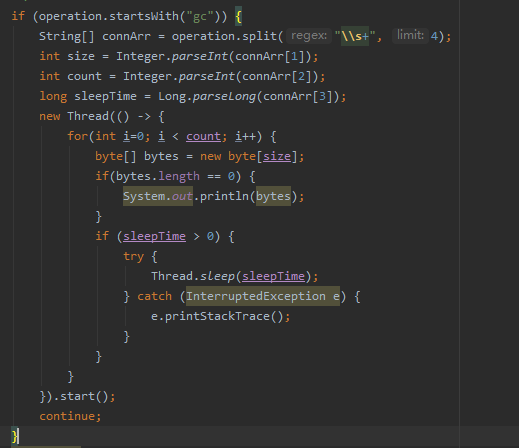 if (operation.startsWith("gc")) {
String[] connArr = operation.split( regex: "\\s+", limit: 4);
int size = Integer.parseInt(connArr[1]);
int count = Integer.parseInt(connArr[2]);
long sleepTime = Long.parseLong(connArr[3]);
new Thread(() -> {
for(int i=0; i < count; i++) {
byte[] bytes = new byte[size];
if(bytes.length == 0) {
System.out.println(bytes);
}
if (sleepTime > 0) {
try {
Thread.sleep(sleepTime);
} catch (InterruptedException e) {
e.printStackTrace();
}
}
}
}).start();
continue;
}